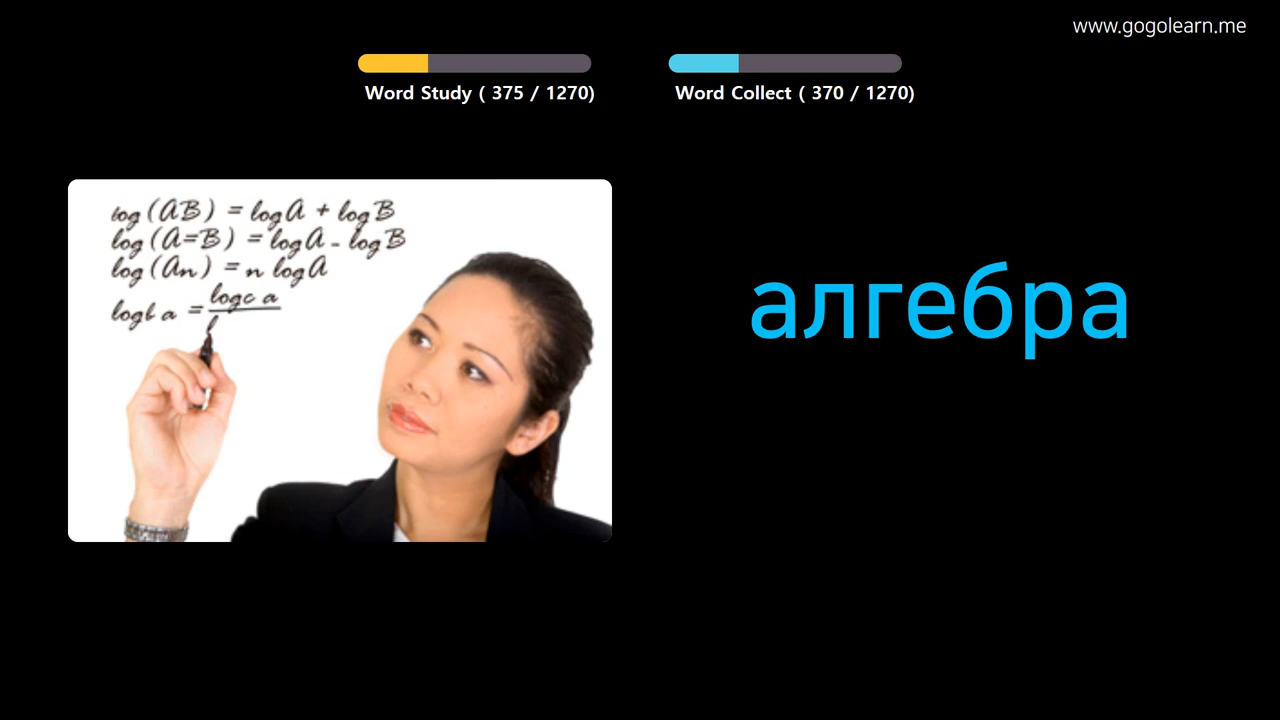 www.gogolearn.me
Word Study ( 375 / 1270)
Word Collect ( 370 / 1270)
log (AB) = log A + log B
log (A=B) = log A - log B
log (An) = n log A
logb a = logc a
алгебра